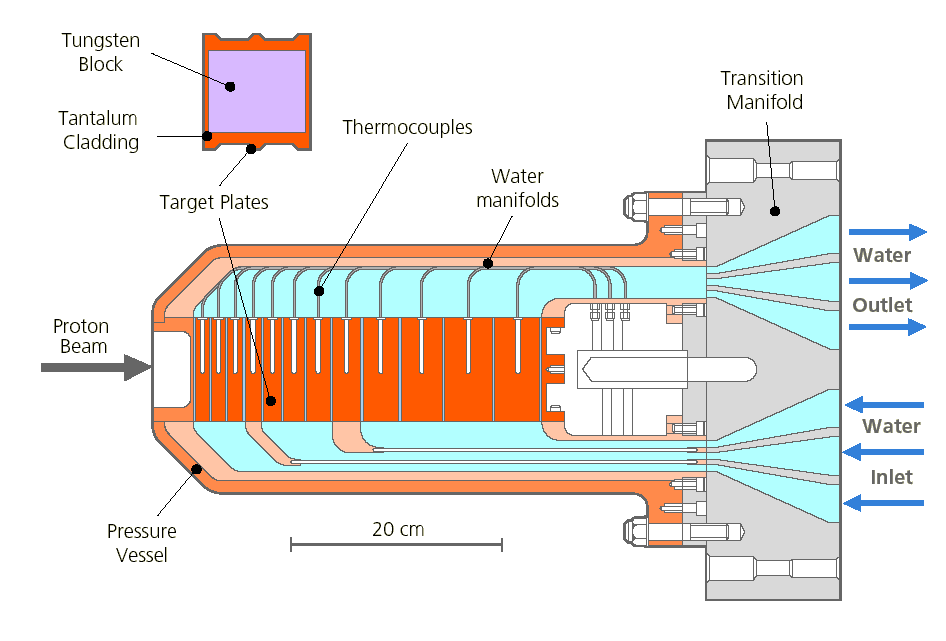 Tungsten
Block
Tantalum
Cladding
Target Plates
Thermocouples
Water
manifolds
Transition
Manifold
Proton
Beam
Water
Outlet
Water
Inlet
Pressure
Vessel
20 cm